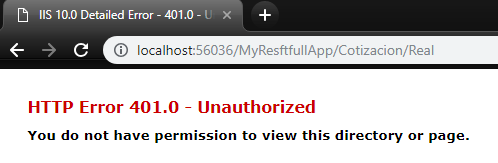 IIS 10.0 Detailed Error - 401.0 - U
localhost:56036/MyResftfullApp/Cotizacion/Real
HTTP Error 401.0 - Unauthorized
You do not have permission to view this directory or page.